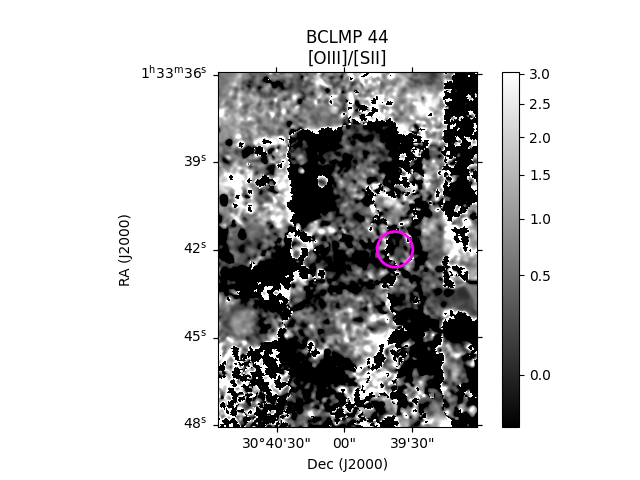 BCLMP 44
[OIII]/[SII]
1ʰ33ᵐ36ˢ
39ˢ
42ˢ
45ˢ
48ˢ
RA (J2000)
30°40'30" 00" 39'30"
Dec (J2000)
3.0
2.5
2.0
1.5
1.0
0.5
0.0